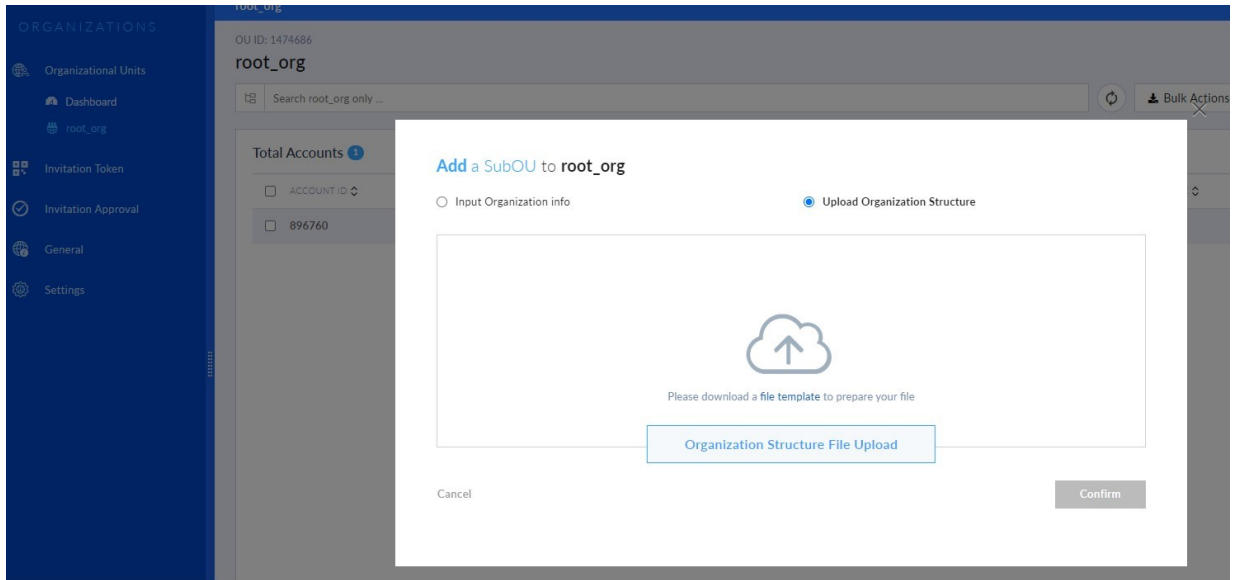 root_org
ORGANIZATIONS
OU ID: 1474686
root_org
Organizational Units
Search root_org only ...
Bulk Actions
Dashboard
root_org
Total Accounts 1
Add a SubOU to root_org
Invitation Token
ACCOUNT ID
Input Organization info
Upload Organization Structure
Invitation Approval
896760
General
Settings
Please download a file template to prepare your file
Organization Structure File Upload
Cancel
Confirm